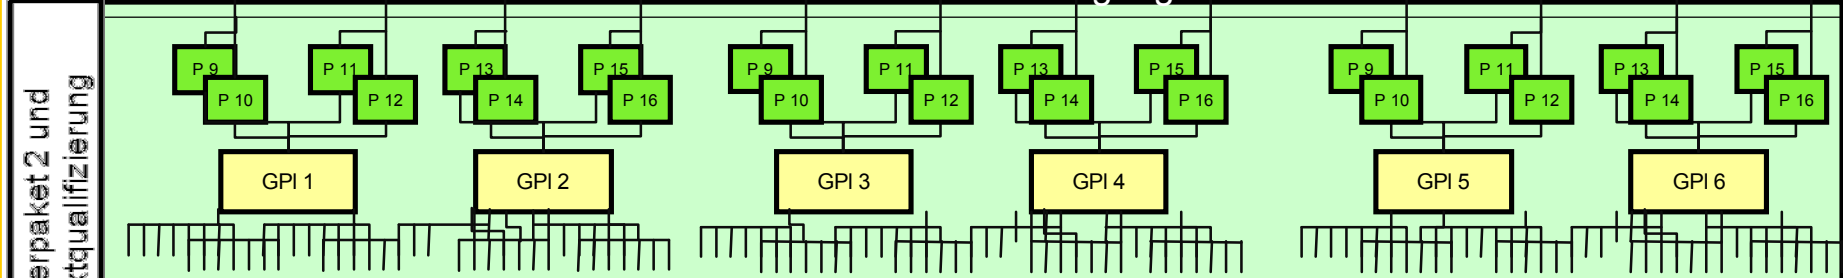 P 9
P 10
P 11
P 12
P 13
P 14
P 15
P 16
P 9
P 10
P 11
P 12
P 13
P 14
P 15
P 16
P 9
P 10
P 11
P 12
P 13
P 14
P 15
P 16
GPI 1
GPI 2
GPI 3
GPI 4
GPI 5
GPI 6
erpaket 2 und
ktqualifizierung